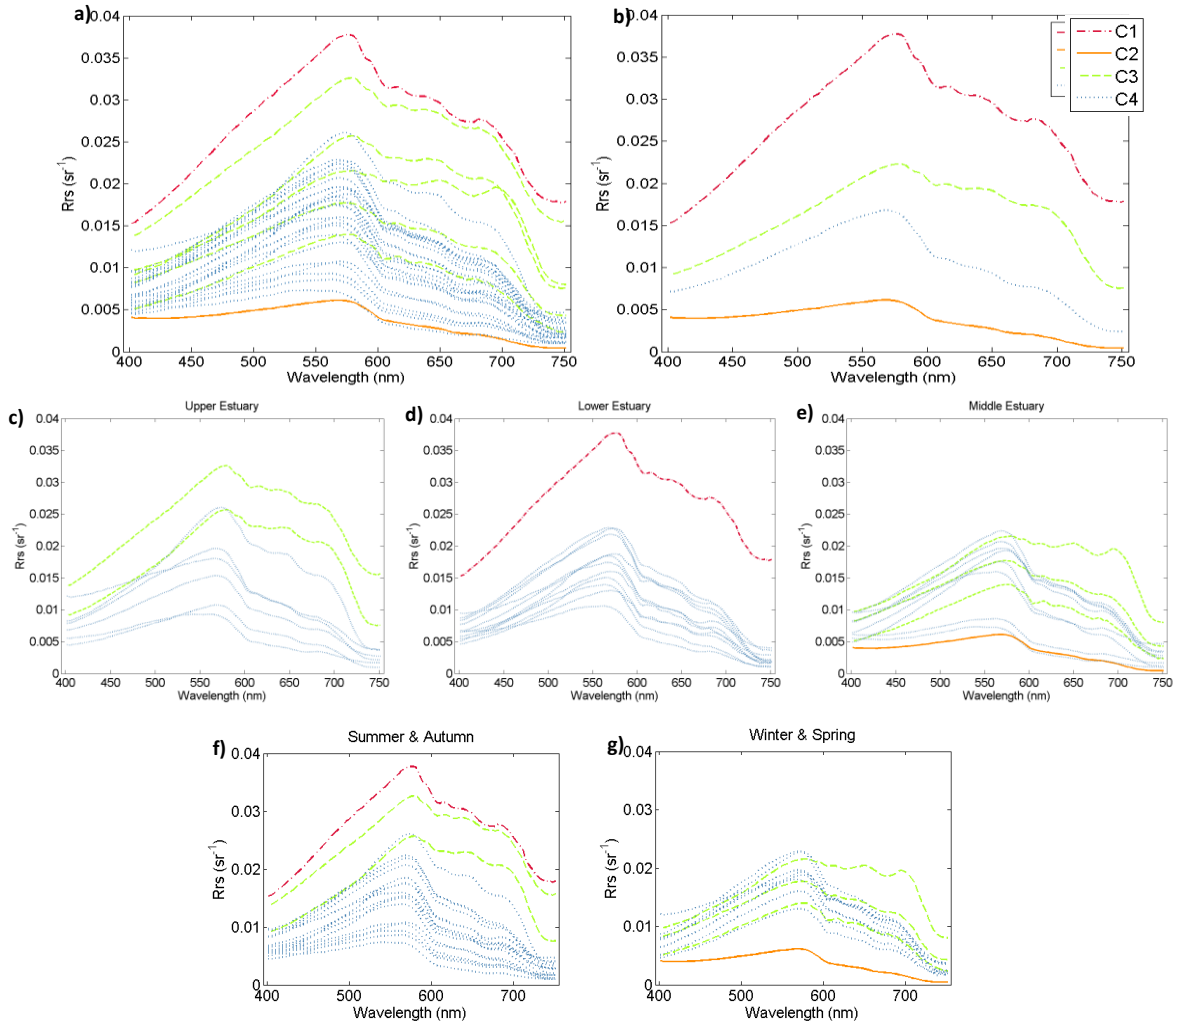 a)
0.04
0.035
0.03
0.025
0.02
0.015
0.01
0.005
0
Rrs (sr-1)
400 450 500 550 600 650 700 750
Wavelength (nm)
b)
0.04
0.035
0.03
0.025
0.02
0.015
0.01
0.005
0
Rrs (sr-1)
400 450 500 550 600 650 700 750
Wavelength (nm)
C1
C2
C3
C4
c)
Upper Estuary
0.04
0.035
0.03
0.025
0.02
0.015
0.01
0.005
0
Rrs (sr-1)
400 450 500 550 600 650 700 750
Wavelength (nm)
d)
Lower Estuary
0.04
0.035
0.03
0.025
0.02
0.015
0.01
0.005
0
Rrs (sr-1)
400 450 500 550 600 650 700 750
Wavelength (nm)
e)
Middle Estuary
0.04
0.035
0.03
0.025
0.02
0.015
0.01
0.005
0
Rrs (sr-1)
400 450 500 550 600 650 700 750
Wavelength (nm)
f)
Summer & Autumn
0.04
0.03
0.02
0.01
0
Rrs (sr-1)
400 500 600 700
Wavelength (nm)
g)
Winter & Spring
0.04
0.03
0.02
0.01
0
Rrs (sr-1)
400 500 600 700
Wavelength (nm)